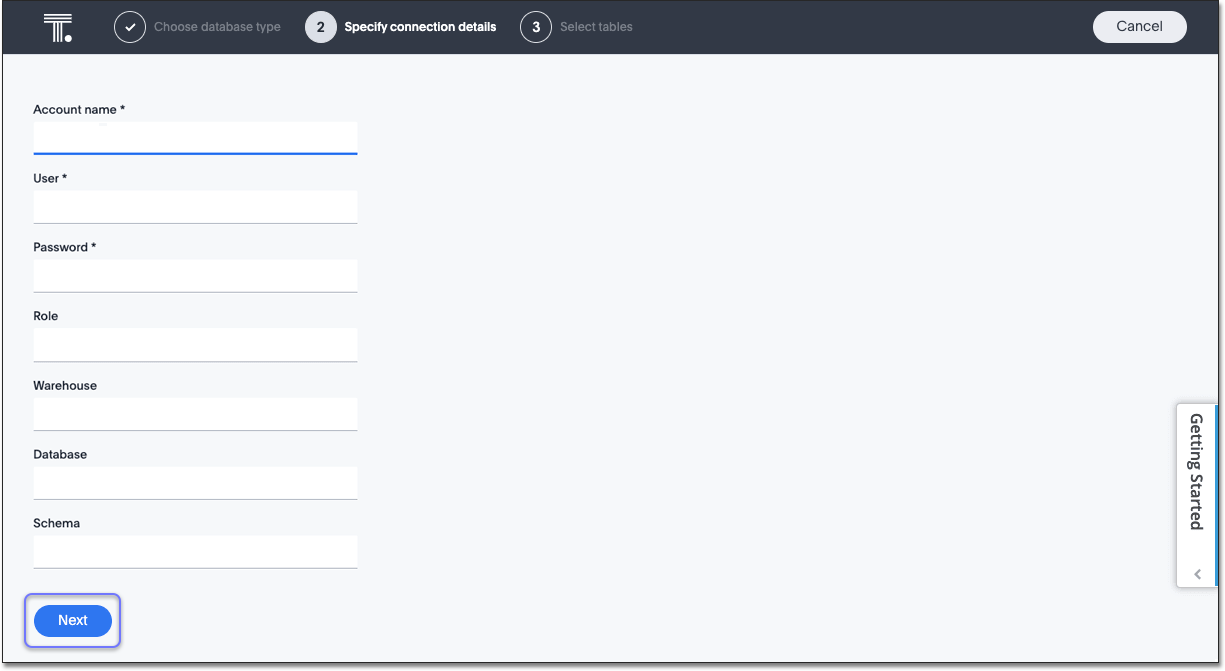 T.
Choose database type
2 Specify connection details
3 Select tables
Cancel
Account name *
User *
Password *
Role
Warehouse
Database
Schema
Next
Getting Started